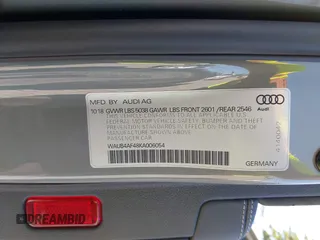 MFD. BY AUDI AG
10.18 GVWR LBS 5038 GAWR LBS FRONT 2601 / REAR 2546
THIS VEHICLE CONFORMS TO ALL APPLICABLE U.S.
FEDERAL MOTOR VEHICLE SAFETY, BUMPER AND THEFT
PREVENTION STANDARDS IN EFFECT ON THE DATE
OF MANUFACTURE SHOWN ABOVE.
PASSENGER CAR
WAUB4AF48KA006054
GERMANY
Audi
DREAMBID